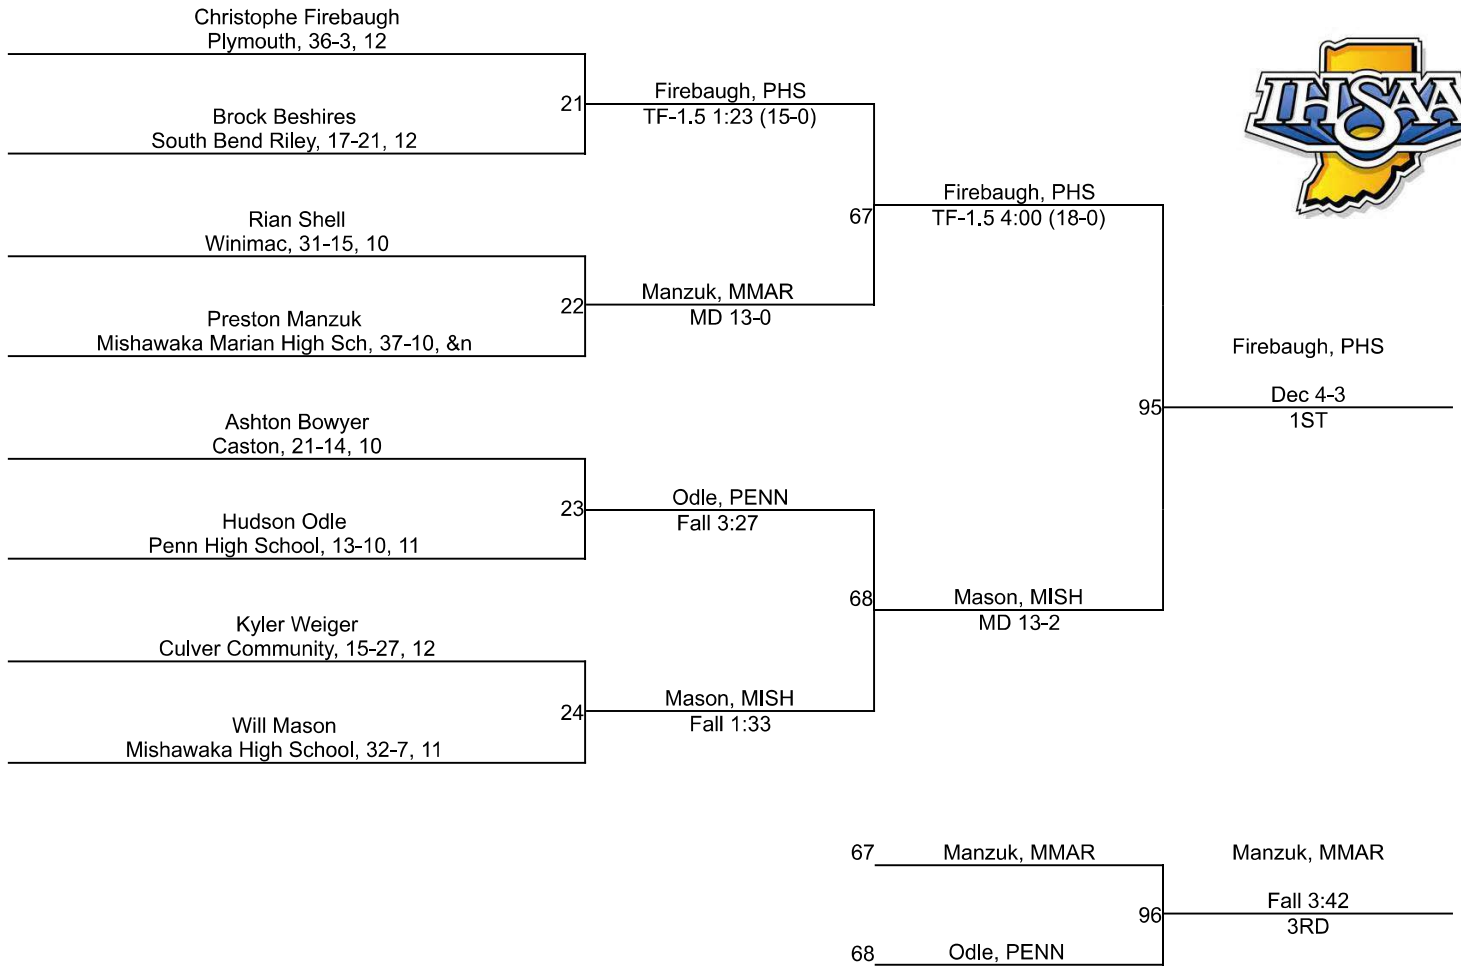 Christophe Firebaugh
Plymouth, 36-3, 12
21
Brock Beshires
South Bend Riley, 17-21, 12
Firebaugh, PHS
TF-1.5 1:23 (15-0)
IHSAA
Rian Shell
Winimac, 31-15, 10
67
Firebaugh, PHS
TF-1.5 4:00 (18-0)
22
Preston Manzuk
Mishawaka Marian High Sch, 37-10, &n
Manzuk, MMAR
MD 13-0
Firebaugh, PHS
95
Dec 4-3
1ST
Ashton Bowyer
Caston, 21-14, 10
23
Hudson Odle
Penn High School, 13-10, 11
Odle, PENN
Fall 3:27
68
Mason, MISH
MD 13-2
Kyler Weiger
Culver Community, 15-27, 12
24
Will Mason
Mishawaka High School, 32-7, 11
Mason, MISH
Fall 1:33
67
Manzuk, MMAR
Manzuk, MMAR
96
Fall 3:42
3RD
68
Odle, PENN